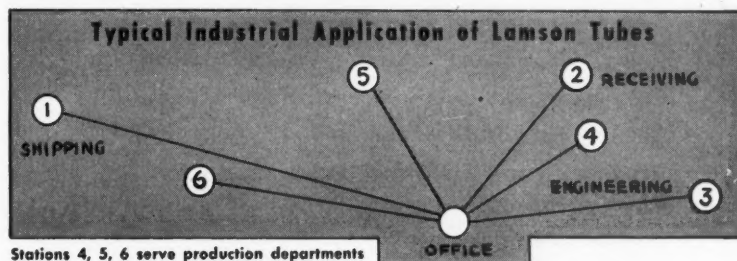 Typical Industrial Application of Lamson Tubes
5
2 RECEIVING
1
4
SHIPPING
6
ENGINEERING 3
OFFICE
Stations 4, 5, 6 serve production departments